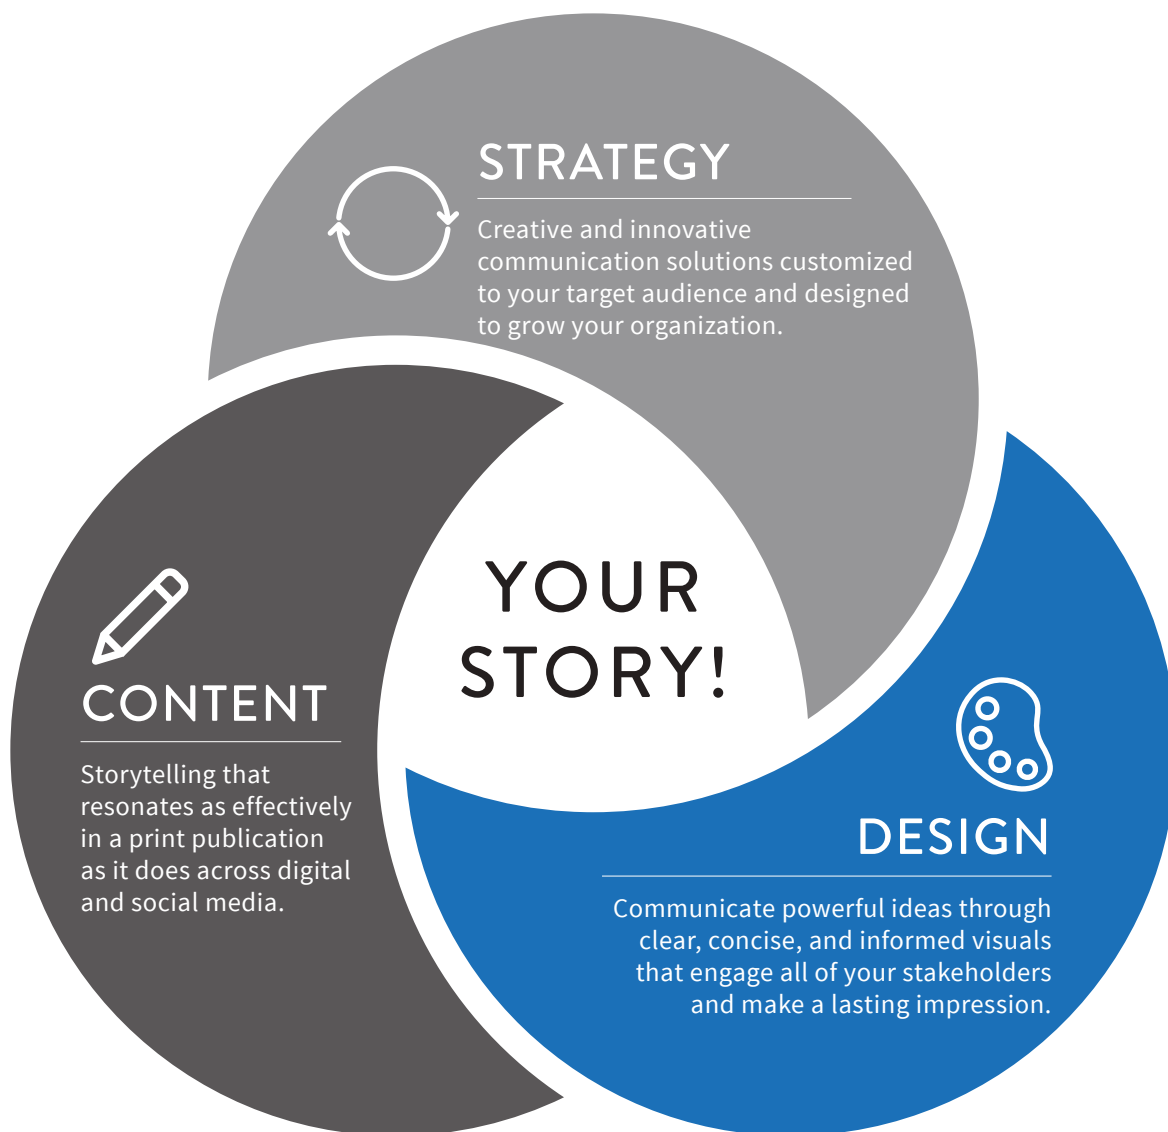 STRATEGY
Creative and innovative
communication solutions customized
to your target audience and designed
to grow your organization.
YOUR
STORY!
CONTENT
Storytelling that
resonates as effectively
in a print publication
as it does across digital
and social media.
DESIGN
Communicate powerful ideas through
clear, concise, and informed visuals
that engage all of your stakeholders
and make a lasting impression.